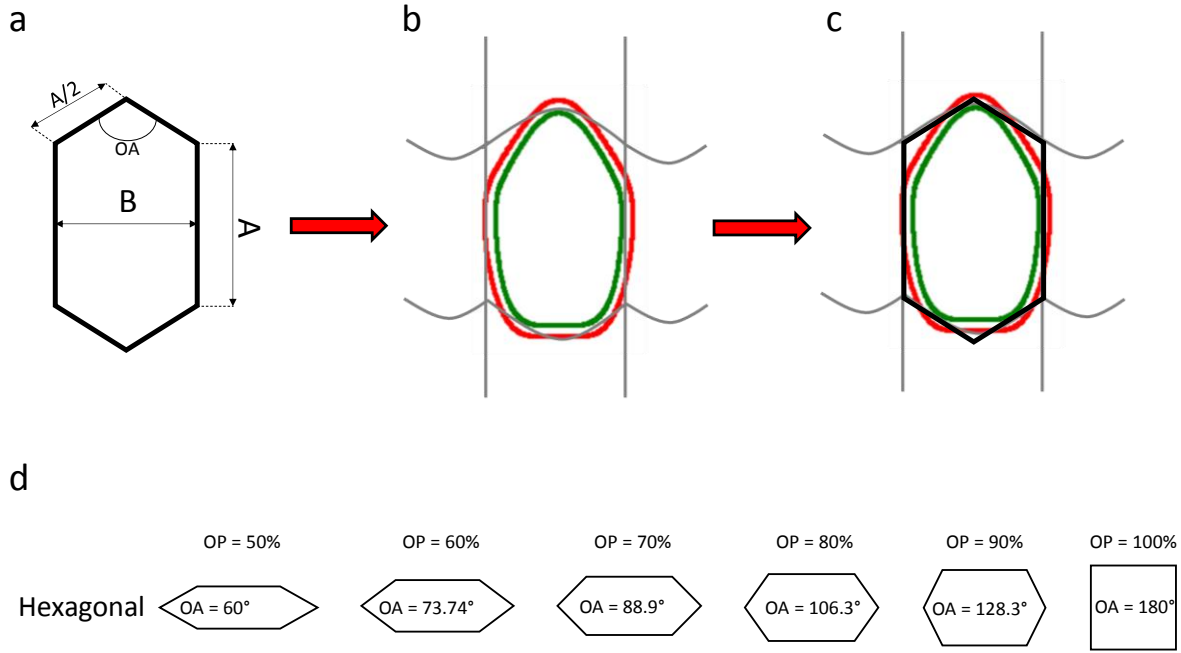 a
b
c
A/2
OA
B
A
d
OP = 50%
OP = 60%
OP = 70%
OP = 80%
OP = 90%
OP = 100%
Hexagonal
OA = 60°
OA = 73.74°
OA = 88.9°
OA = 106.3°
OA = 128.3°
OA = 180°